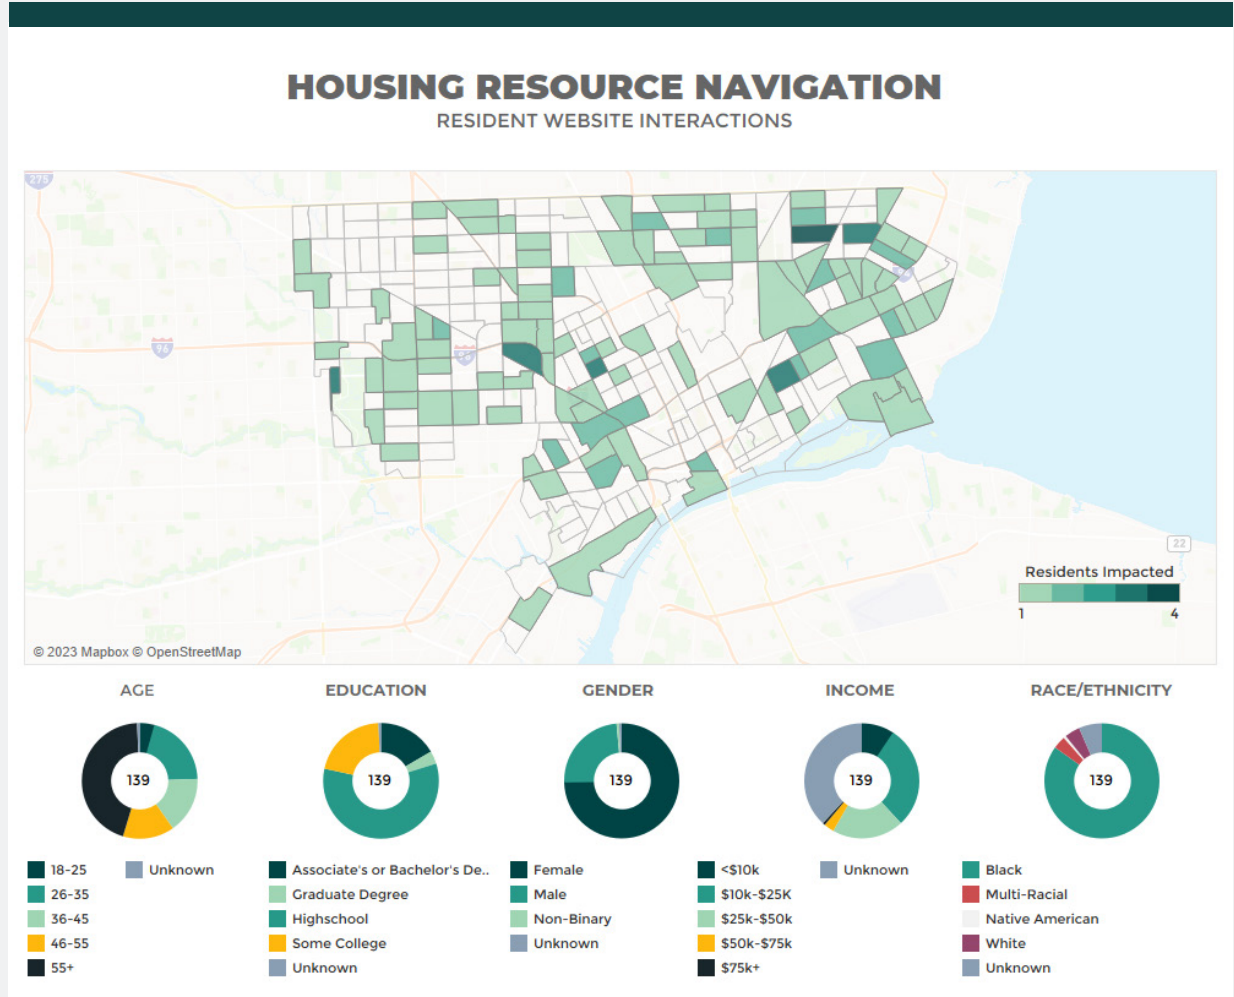 HOUSING RESOURCE NAVIGATION
RESIDENT WEBSITE INTERACTIONS
275
96
22
Residents Impacted
1 4
© 2023 Mapbox © OpenStreetMap
AGE EDUCATION GENDER INCOME RACE/ETHNICITY
139 139 139 139 139
18-25 Unknown
26-35
36-45
46-55
55+
Associate's or Bachelor's De..
Graduate Degree
Highschool
Some College
Unknown
Female
Male
Non-Binary
Unknown
<$10k Unknown
$10k-$25K
$25k-$50k
$50k-$75k
$75k+
Black
Multi-Racial
Native American
White
Unknown